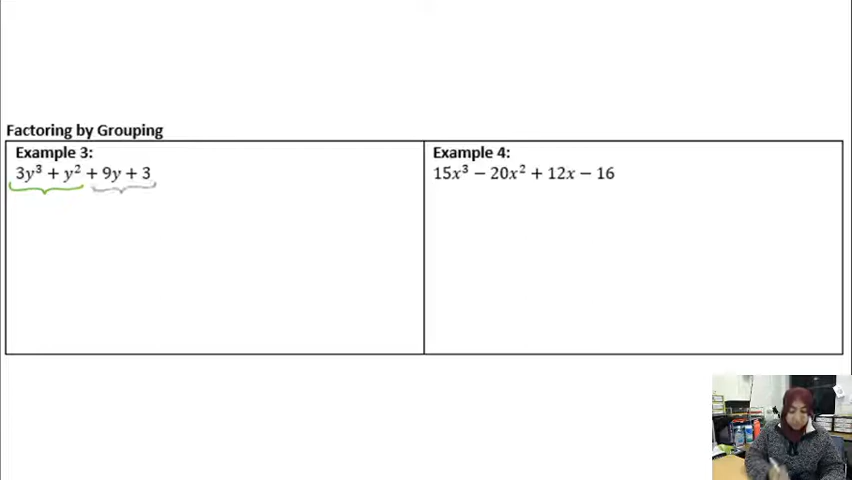 Factoring by Grouping
Example 3:
3y³ + y² + 9y + 3
Example 4:
15x³ − 20x² + 12x − 16